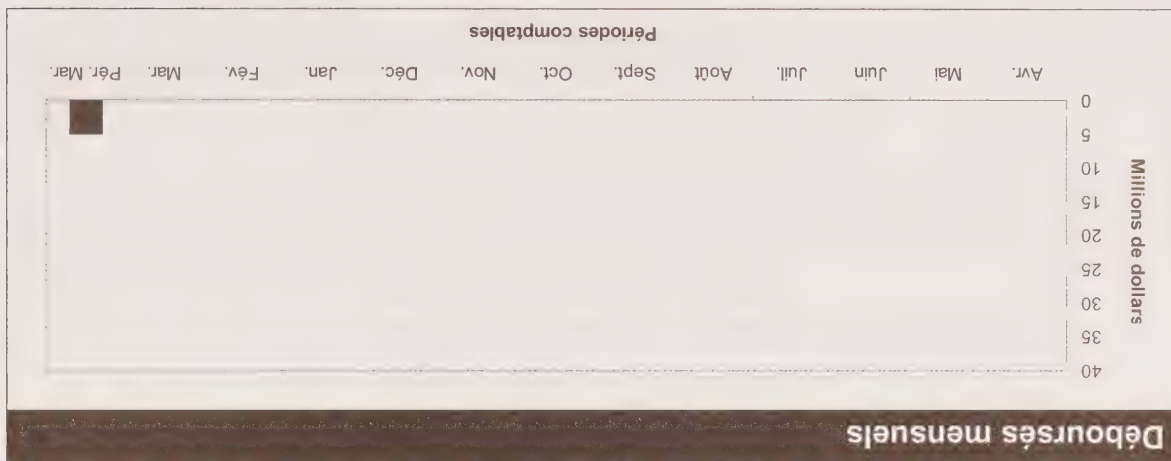 Déboursés mensuels
Millions de dollars
40
35
30
25
20
15
10
5
0
Avr. Mai Juin Juil. Août Sept. Oct. Nov. Déc. Jan. Fév. Mar. Pér. Mar.
Périodes comptables